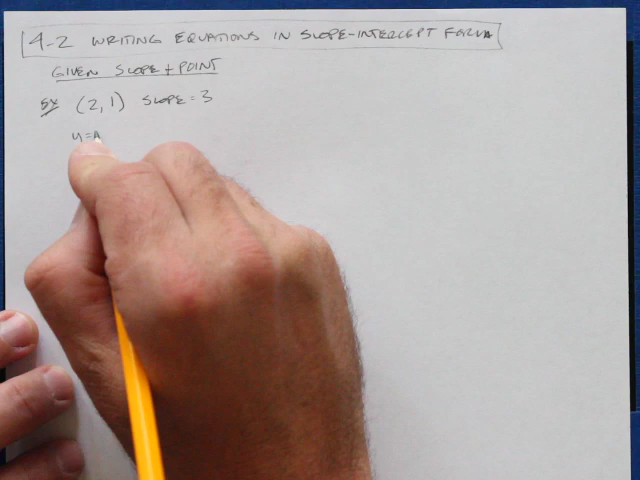 4-2 WRITING EQUATIONS IN SLOPE-INTERCEPT FORM
GIVEN SLOPE + POINT
EX (2,1) SLOPE = 3
y =